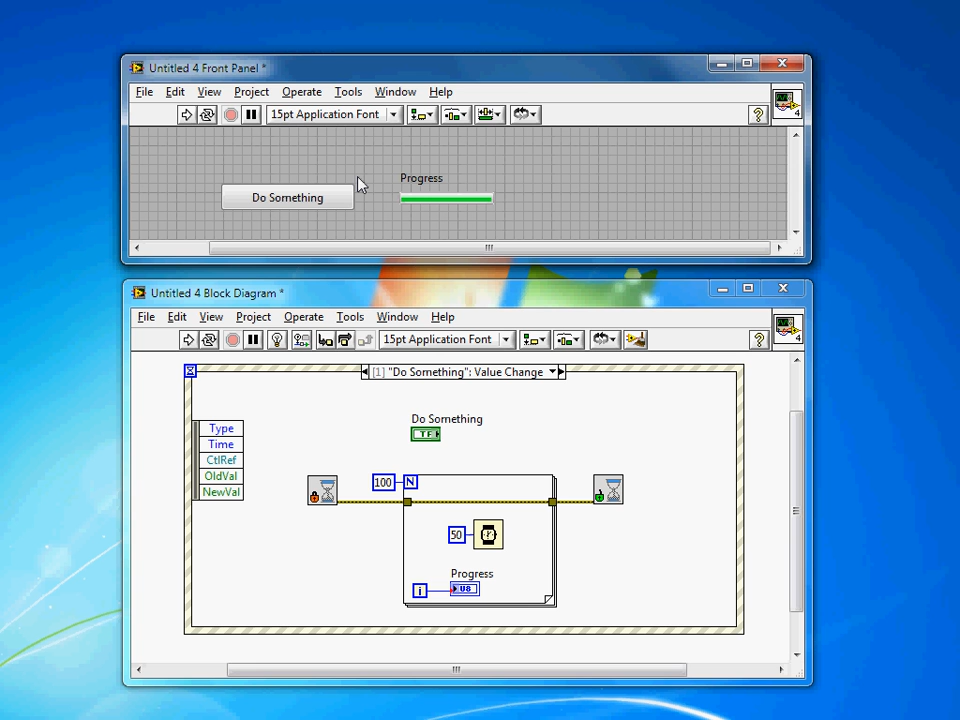 Untitled 4 Front Panel *
File Edit View Project Operate Tools Window Help
15pt Application Font
?
4
Progress
Do Something
Untitled 4 Block Diagram *
File Edit View Project Operate Tools Window Help
15pt Application Font
?
4
[1] "Do Something": Value Change
Do Something
TF
Type
Time
CtlRef
OldVal
NewVal
100
N
50
Progress
i
U8